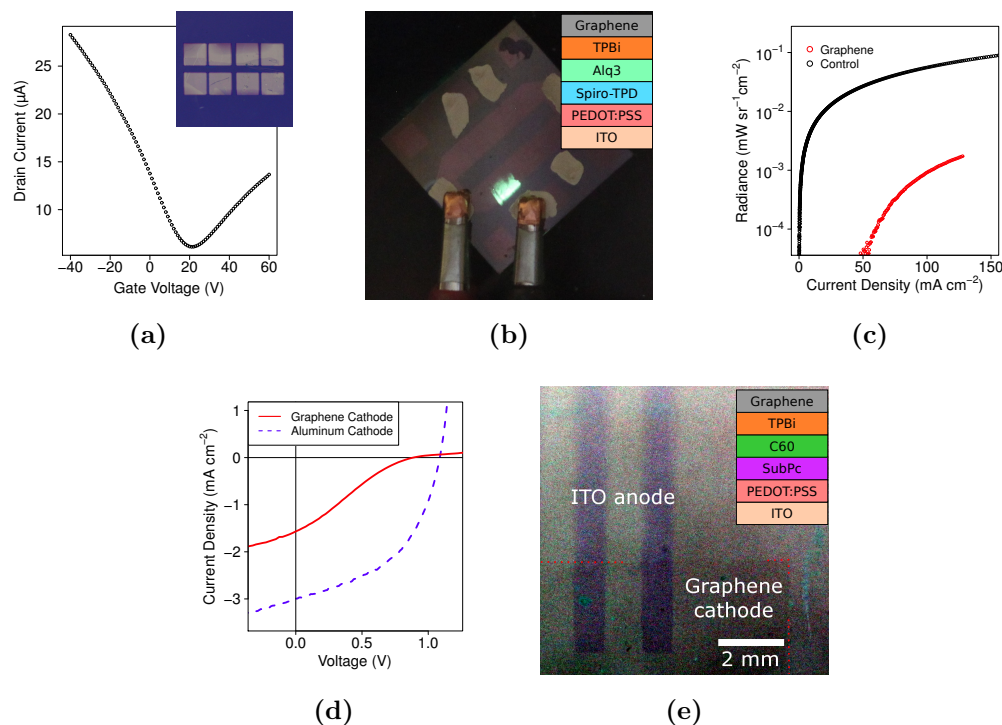 25
20
15
10
−40
−20
0
20
40
60
Drain Current (µA)
Gate Voltage (V)
(a)
Graphene
TPBi
Alq3
Spiro-TPD
PEDOT:PSS
ITO
(b)
Graphene
Control
10⁻¹
10⁻²
10⁻³
10⁻⁴
0
50
100
150
Radiance (mW sr⁻¹cm⁻²)
Current Density (mA cm⁻²)
(c)
Graphene Cathode
Aluminum Cathode
1
0
−1
−2
−3
0.0
0.5
1.0
Current Density (mA cm⁻²)
Voltage (V)
(d)
Graphene
TPBi
C60
SubPc
PEDOT:PSS
ITO
ITO anode
Graphene
cathode
2 mm
(e)